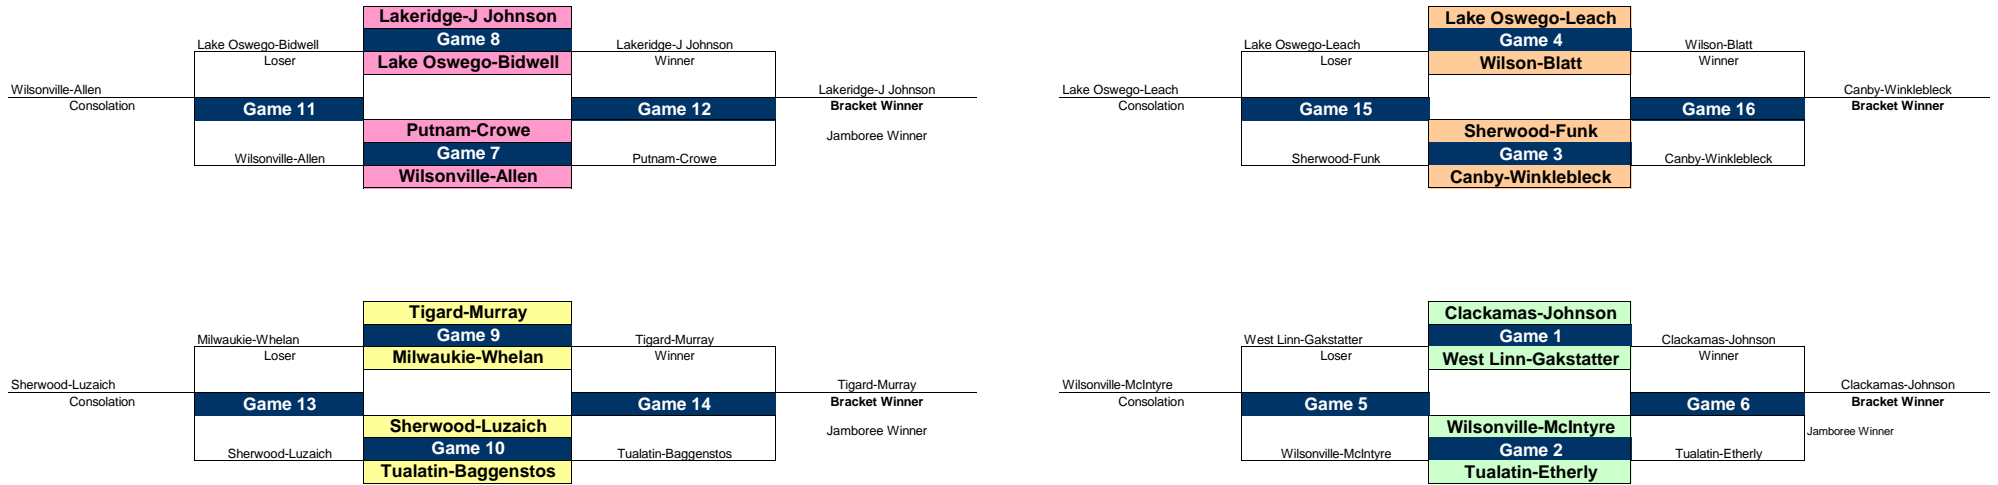 Lakeridge-J Johnson
Lake Oswego-Bidwell
Game 8
Lakeridge-J Johnson
Loser
Lake Oswego-Bidwell
Winner
Wilsonville-Allen
Lakeridge-J Johnson
Consolation
Game 11
Game 12
Bracket Winner
Putnam-Crowe
Jamboree Winner
Wilsonville-Allen
Game 7
Putnam-Crowe
Wilsonville-Allen
Lake Oswego-Leach
Lake Oswego-Leach
Game 4
Wilson-Blatt
Loser
Wilson-Blatt
Winner
Lake Oswego-Leach
Canby-Winklebleck
Consolation
Game 15
Game 16
Bracket Winner
Sherwood-Funk
Sherwood-Funk
Game 3
Canby-Winklebleck
Canby-Winklebleck
Tigard-Murray
Milwaukie-Whelan
Game 9
Tigard-Murray
Loser
Milwaukie-Whelan
Winner
Sherwood-Luzaich
Tigard-Murray
Consolation
Game 13
Game 14
Bracket Winner
Sherwood-Luzaich
Jamboree Winner
Sherwood-Luzaich
Game 10
Tualatin-Baggenstos
Tualatin-Baggenstos
Clackamas-Johnson
West Linn-Gakstatter
Game 1
Clackamas-Johnson
Loser
West Linn-Gakstatter
Winner
Wilsonville-McIntyre
Clackamas-Johnson
Consolation
Game 5
Game 6
Bracket Winner
Wilsonville-McIntyre
Jamboree Winner
Wilsonville-McIntyre
Game 2
Tualatin-Etherly
Tualatin-Etherly